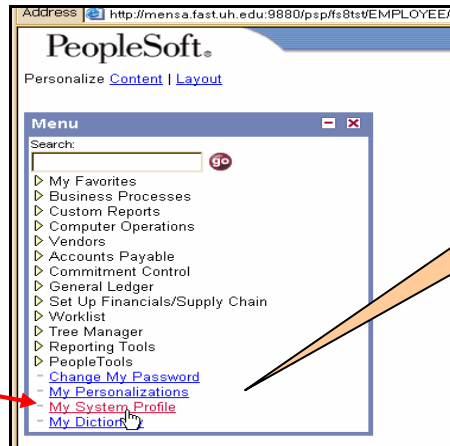 Address http://mensa.fast.uh.edu:9880/psp/fs8tst/EMPLOYEE/
PeopleSoft®
Personalize Content | Layout
Menu
Search:
go
My Favorites
Business Processes
Custom Reports
Computer Operations
Vendors
Accounts Payable
Commitment Control
General Ledger
Set Up Financials/Supply Chain
Worklist
Tree Manager
Reporting Tools
PeopleTools
Change My Password
My Personalizations
My System Profile
My